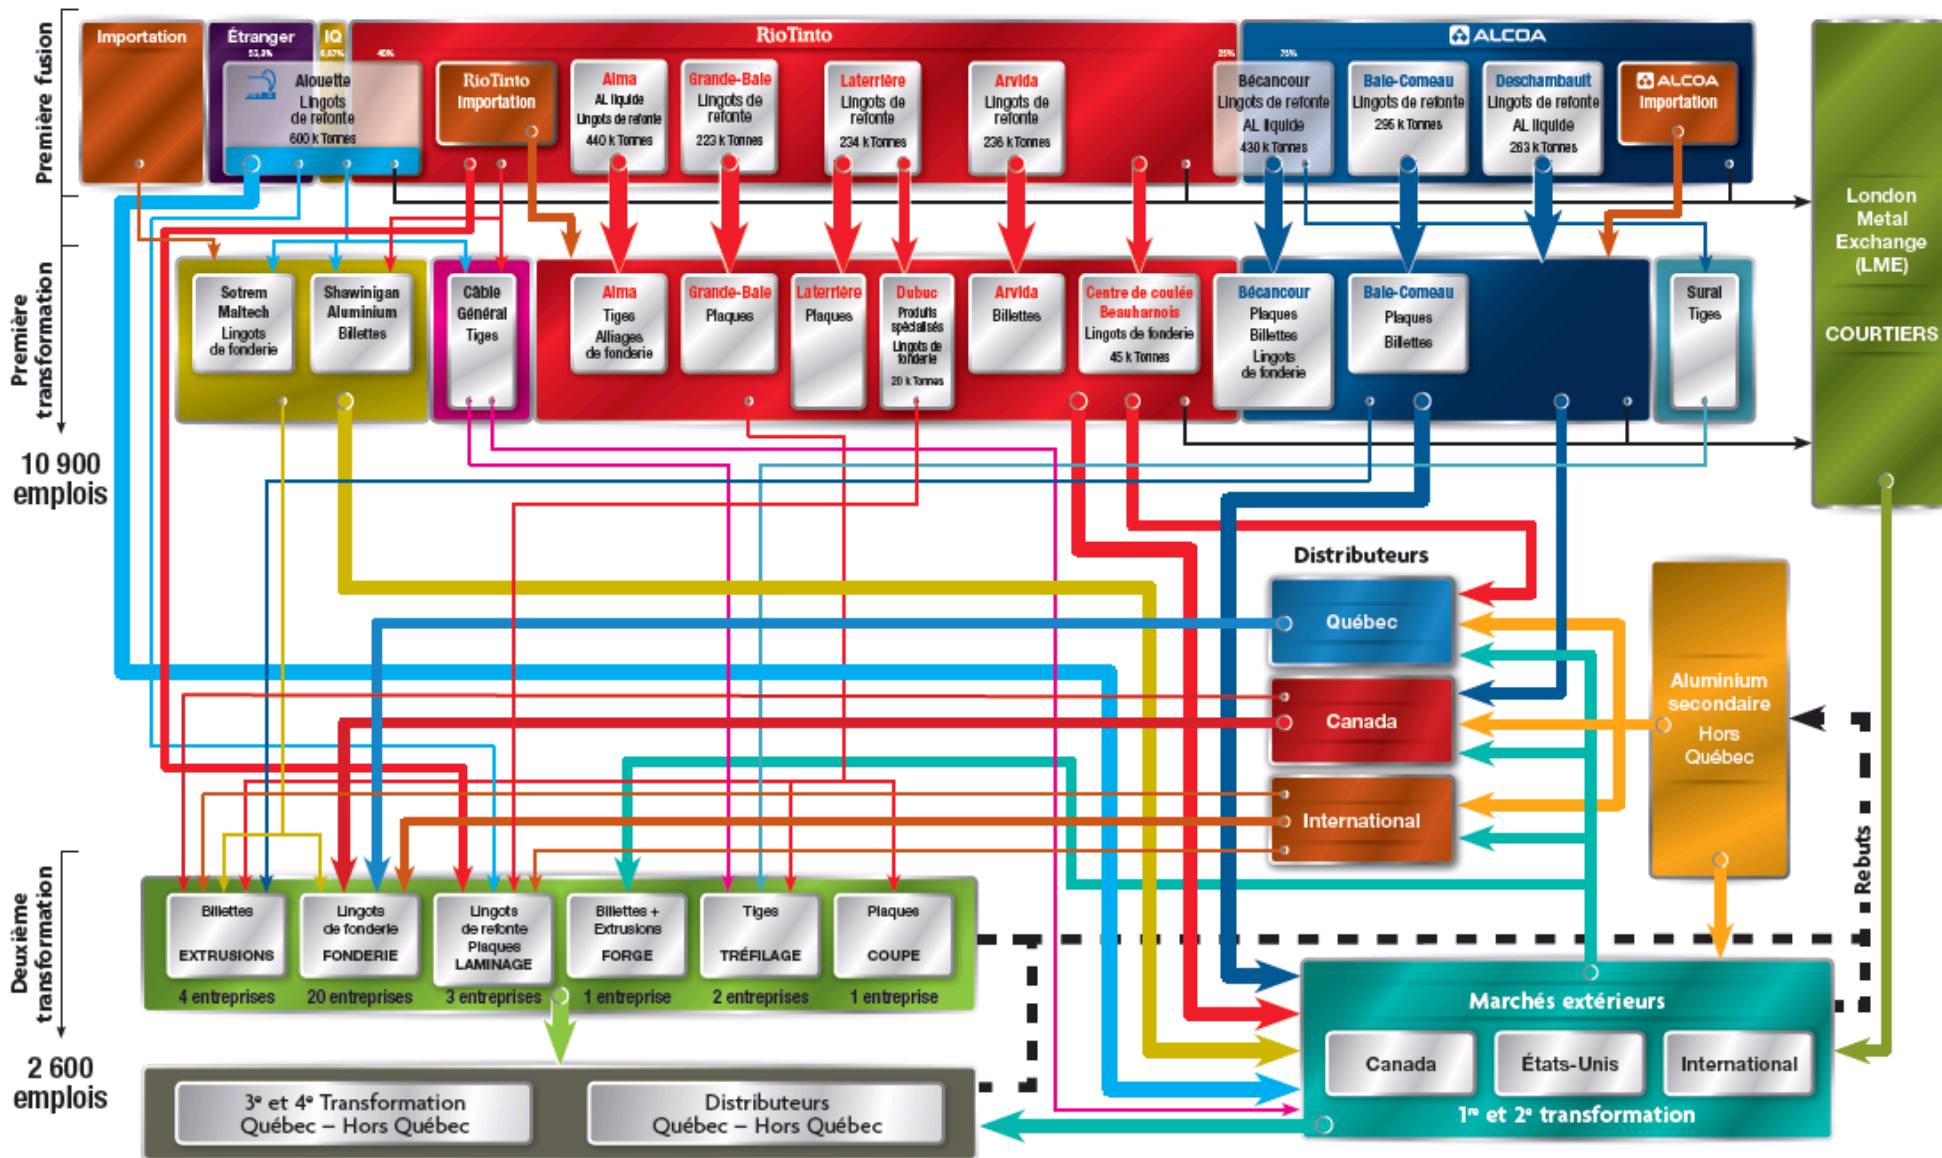 Première fusion
Importation
Étranger
53,3%
IQ
6,67%
40%
RioTinto
25%
75%
ALCOA
Alouette
Lingots
de refonte
600 k Tonnes
RioTinto
Importation
Alma
AL liquide
Lingots de refonte
440 k Tonnes
Grande-Baie
Lingots de
refonte
223 k Tonnes
Laterrière
Lingots de
refonte
234 k Tonnes
Arvida
Lingots de
refonte
236 k Tonnes
Bécancour
Lingots de refonte
AL liquide
430 k Tonnes
Baie-Comeau
Lingots de refonte
295 k Tonnes
Deschambault
Lingots de refonte
AL liquide
263 k Tonnes
ALCOA
Importation
London
Metal
Exchange
(LME)
COURTIERS
Première
transformation
Sotrem
Maltech
Lingots
de fonderie
Shawinigan
Aluminium
Billettes
Câble
Général
Tiges
Alma
Tiges
Alliages
de fonderie
Grande-Baie
Plaques
Laterrière
Plaques
Dubuc
Produits
spécialisés
Lingots de
fonderie
20 k Tonnes
Arvida
Billettes
Centre de coulée
Beauharnois
Lingots de fonderie
45 k Tonnes
Bécancour
Plaques
Billettes
Lingots
de fonderie
Baie-Comeau
Plaques
Billettes
Sural
Tiges
10 900
emplois
Distributeurs
Québec
Canada
International
Aluminium
secondaire
Hors
Québec
Rebuts
Deuxième
transformation
Billettes
EXTRUSIONS
4 entreprises
Lingots
de fonderie
FONDERIE
20 entreprises
Lingots
de refonte
Plaques
LAMINAGE
3 entreprises
Billettes +
Extrusions
FORGE
1 entreprise
Tiges
TRÉFILAGE
2 entreprises
Plaques
COUPE
1 entreprise
2 600
emplois
3e et 4e Transformation
Québec – Hors Québec
Distributeurs
Québec – Hors Québec
Marchés extérieurs
Canada
États-Unis
International
1re et 2e transformation